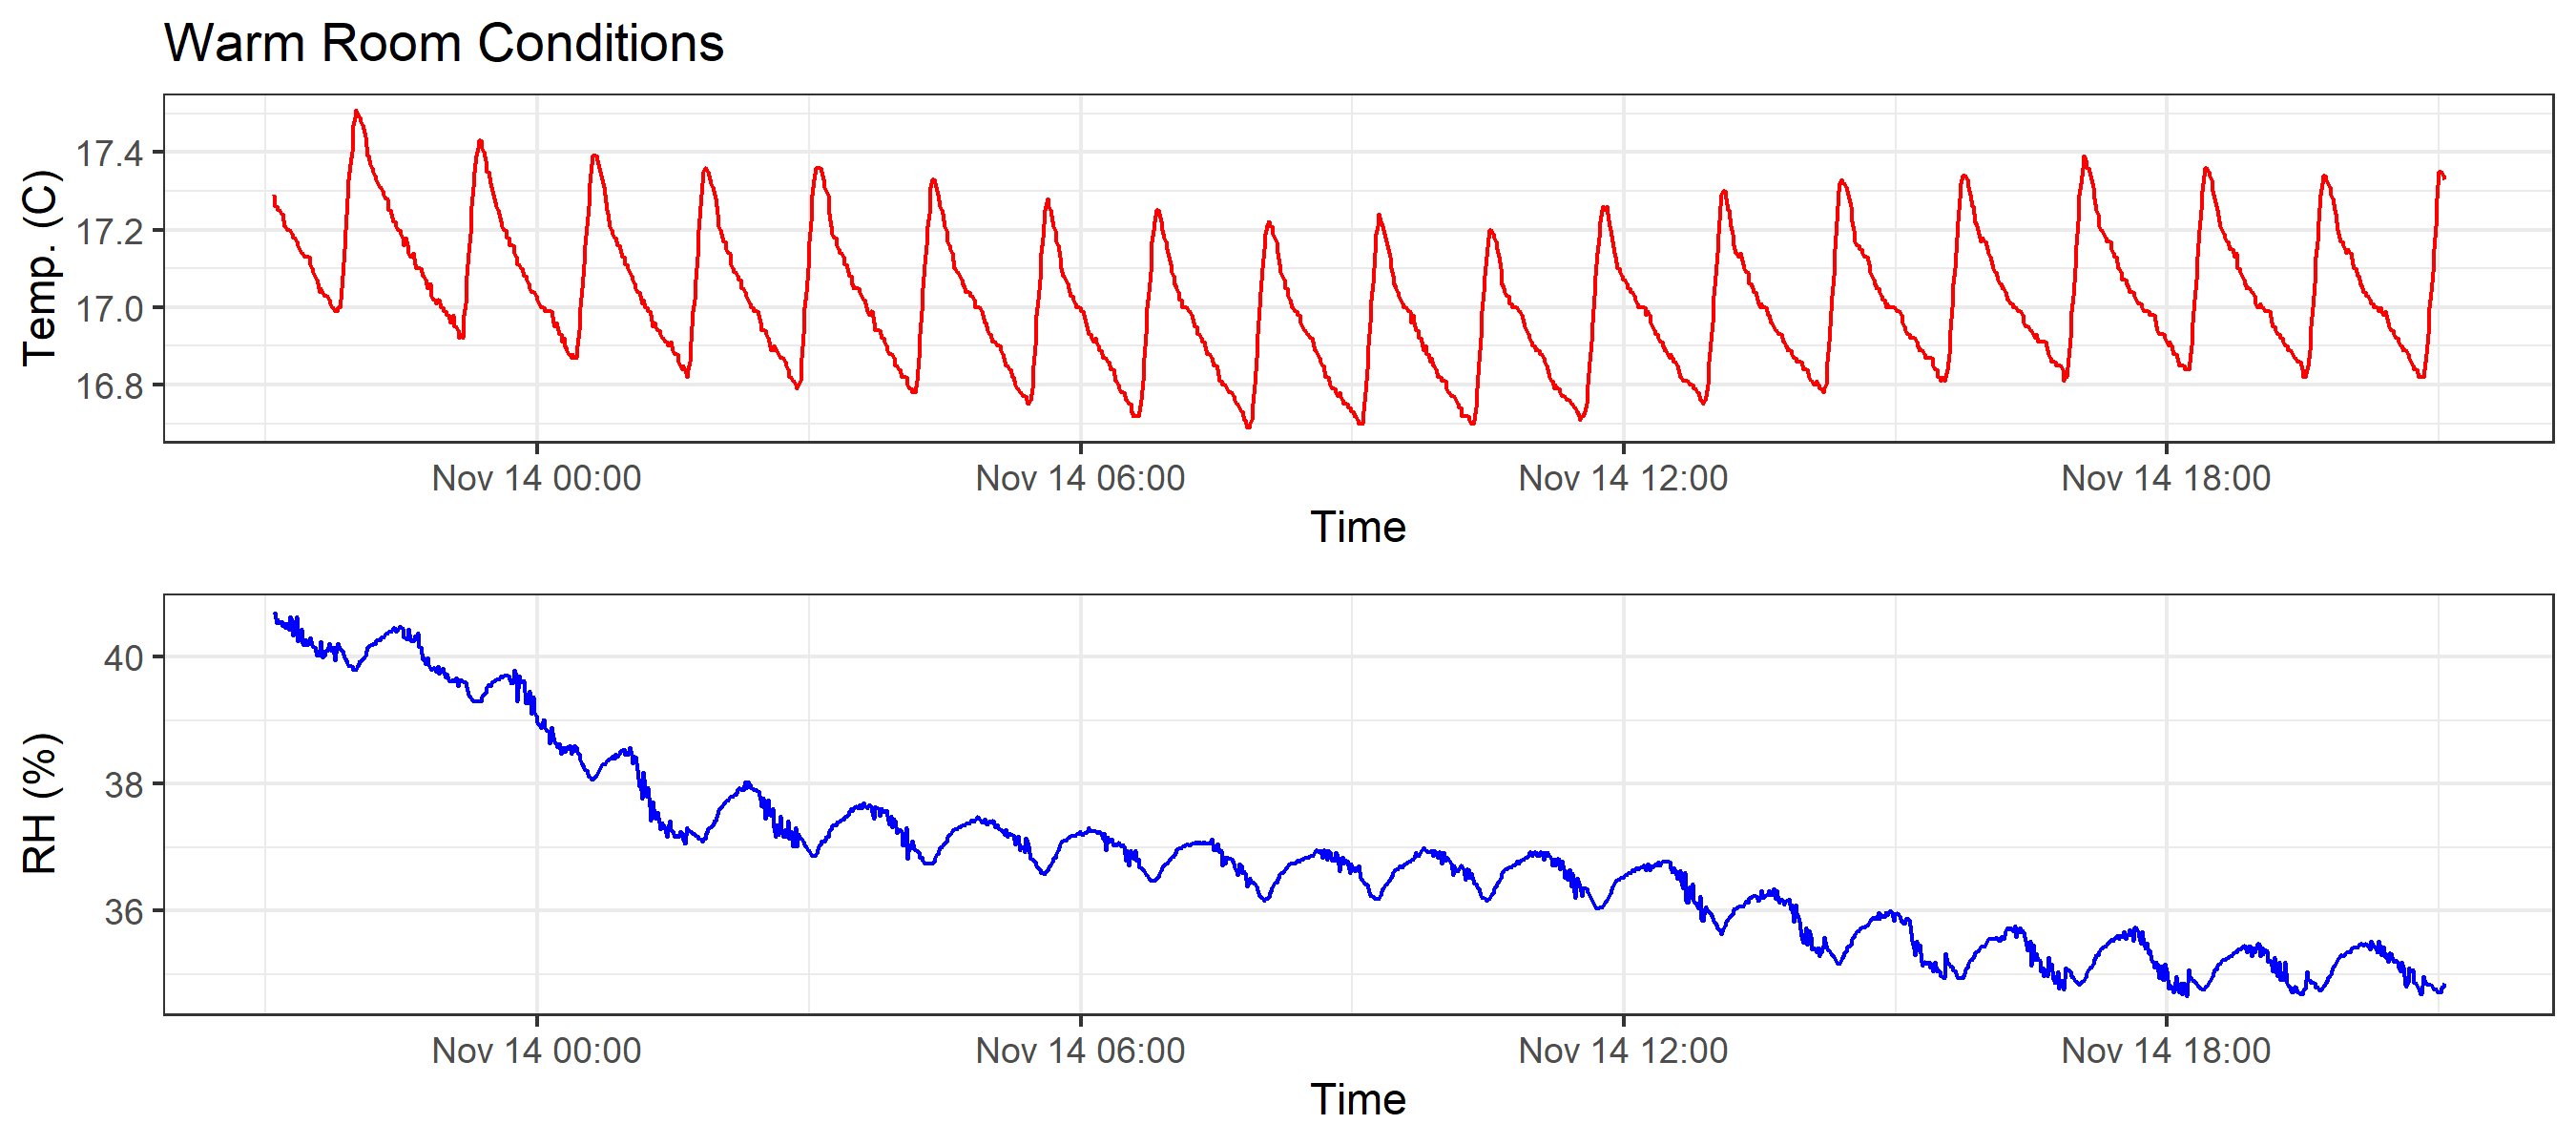 Warm Room Conditions
Temp. (C)
17.4
17.2
17.0
16.8
Nov 14 00:00 Nov 14 06:00 Nov 14 12:00 Nov 14 18:00
Time
RH (%)
40
38
36
Nov 14 00:00 Nov 14 06:00 Nov 14 12:00 Nov 14 18:00
Time